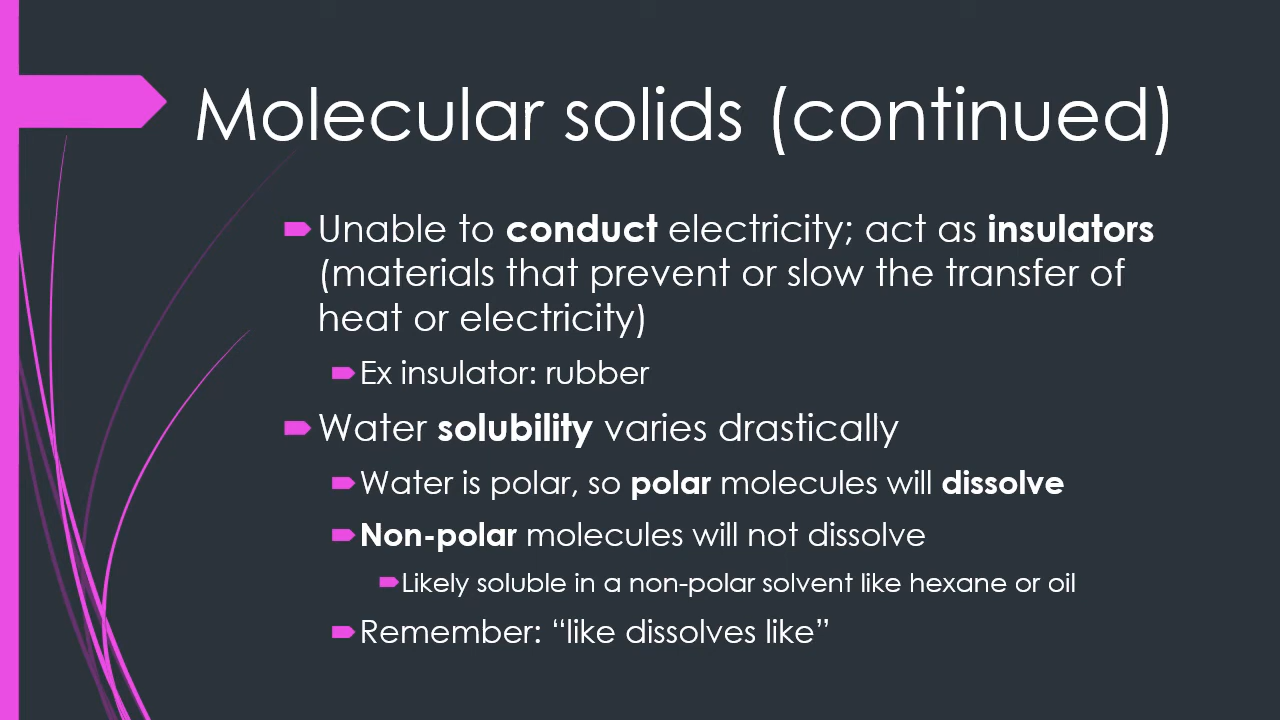 Molecular solids (continued)
Unable to conduct electricity; act as insulators
(materials that prevent or slow the transfer of
heat or electricity)
Ex insulator: rubber
Water solubility varies drastically
Water is polar, so polar molecules will dissolve
Non-polar molecules will not dissolve
Likely soluble in a non-polar solvent like hexane or oil
Remember: “like dissolves like”